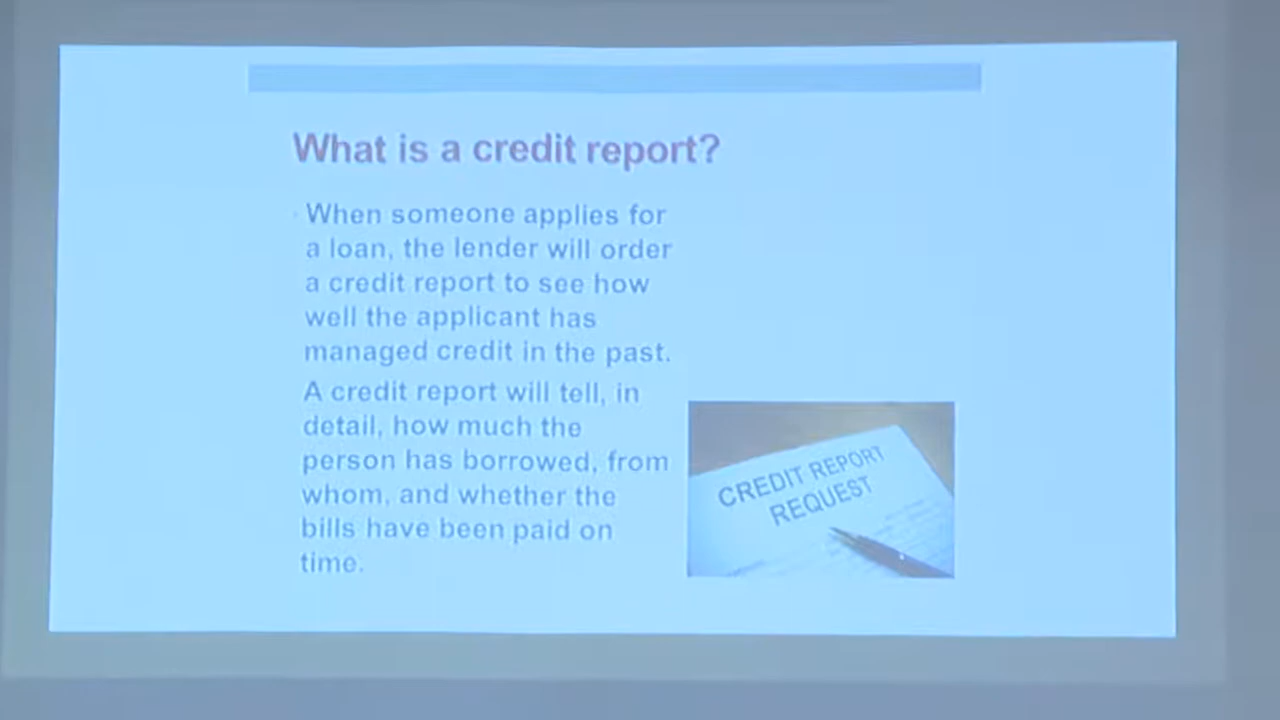 What is a credit report?
When someone applies for
a loan, the lender will order
a credit report to see how
well the applicant has
managed credit in the past.
A credit report will tell, in
detail, how much the
person has borrowed, from
whom, and whether the
bills have been paid on
time.
CREDIT REPORT
REQUEST